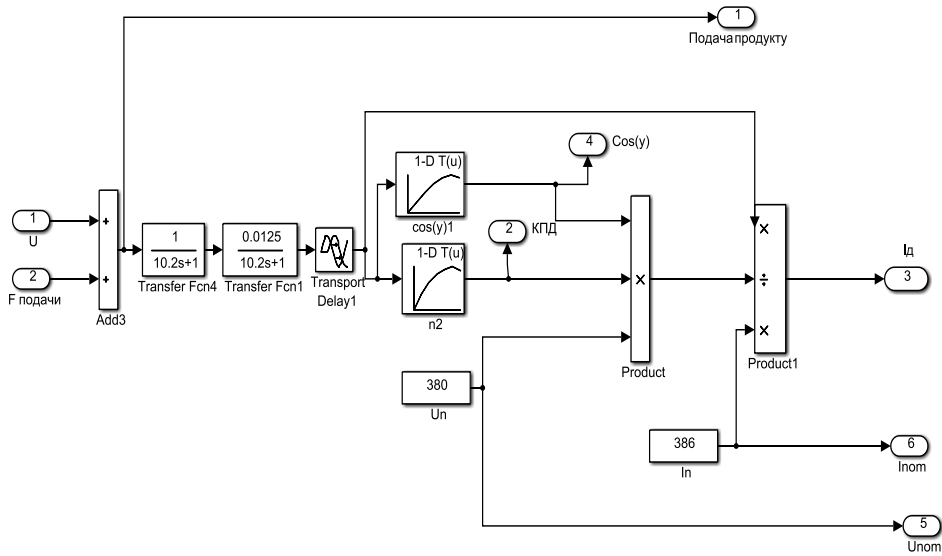 1
Подача продукту
4
Cos(y)
1-D T(u)
cos(y)1
1
U
2
F подачи
+
+
Add3
1
10.2s+1
Transfer Fcn4
0.0125
10.2s+1
Transfer Fcn1
Transport
Delay1
2
КПД
1-D T(u)
n2
×
Product
×
÷
×
Product1
Iд
3
380
Un
386
In
6
Inom
5
Unom